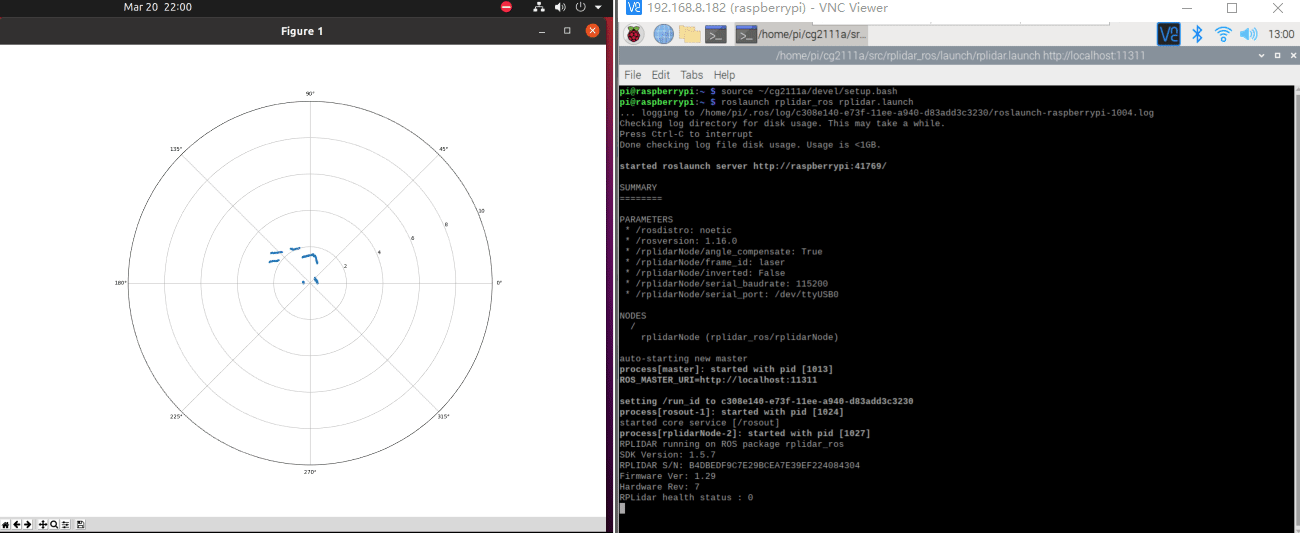 Mar 20 22:00
Figure 1
90°
135°
45°
10
8
6
4
2
180°
0°
225°
315°
270°
192.168.8.182 (raspberrypi) - VNC Viewer
/home/pi/cg2111a/sr...
13:00
/home/pi/cg2111a/src/rplidar_ros/launch/rplidar.launch http://localhost:11311
File Edit Tabs Help
pi@raspberrypi:~ $ source ~/cg2111a/devel/setup.bash
pi@raspberrypi:~ $ roslaunch rplidar_ros rplidar.launch
... logging to /home/pi/.ros/log/c308e140-e73f-11ee-a940-d83add3c3230/roslaunch-raspberrypi-1004.log
Checking log directory for disk usage. This may take a while.
Press Ctrl-C to interrupt
Done checking log file disk usage. Usage is <1GB.
started roslaunch server http://raspberrypi:41769/
SUMMARY
========
PARAMETERS
* /rosdistro: noetic
* /rosversion: 1.16.0
* /rplidarNode/angle_compensate: True
* /rplidarNode/frame_id: laser
* /rplidarNode/inverted: False
* /rplidarNode/serial_baudrate: 115200
* /rplidarNode/serial_port: /dev/ttyUSB0
NODES
/
rplidarNode (rplidar_ros/rplidarNode)
auto-starting new master
process[master]: started with pid [1013]
ROS_MASTER_URI=http://localhost:11311
setting /run_id to c308e140-e73f-11ee-a940-d83add3c3230
process[rosout-1]: started with pid [1024]
started core service [/rosout]
process[rplidarNode-2]: started with pid [1027]
RPLIDAR running on ROS package rplidar_ros
SDK Version: 1.5.7
RPLIDAR S/N: B4DBEDF9C7E29BCEA7E39EF224084304
Firmware Ver: 1.29
Hardware Rev: 7
RPLidar health status : 0